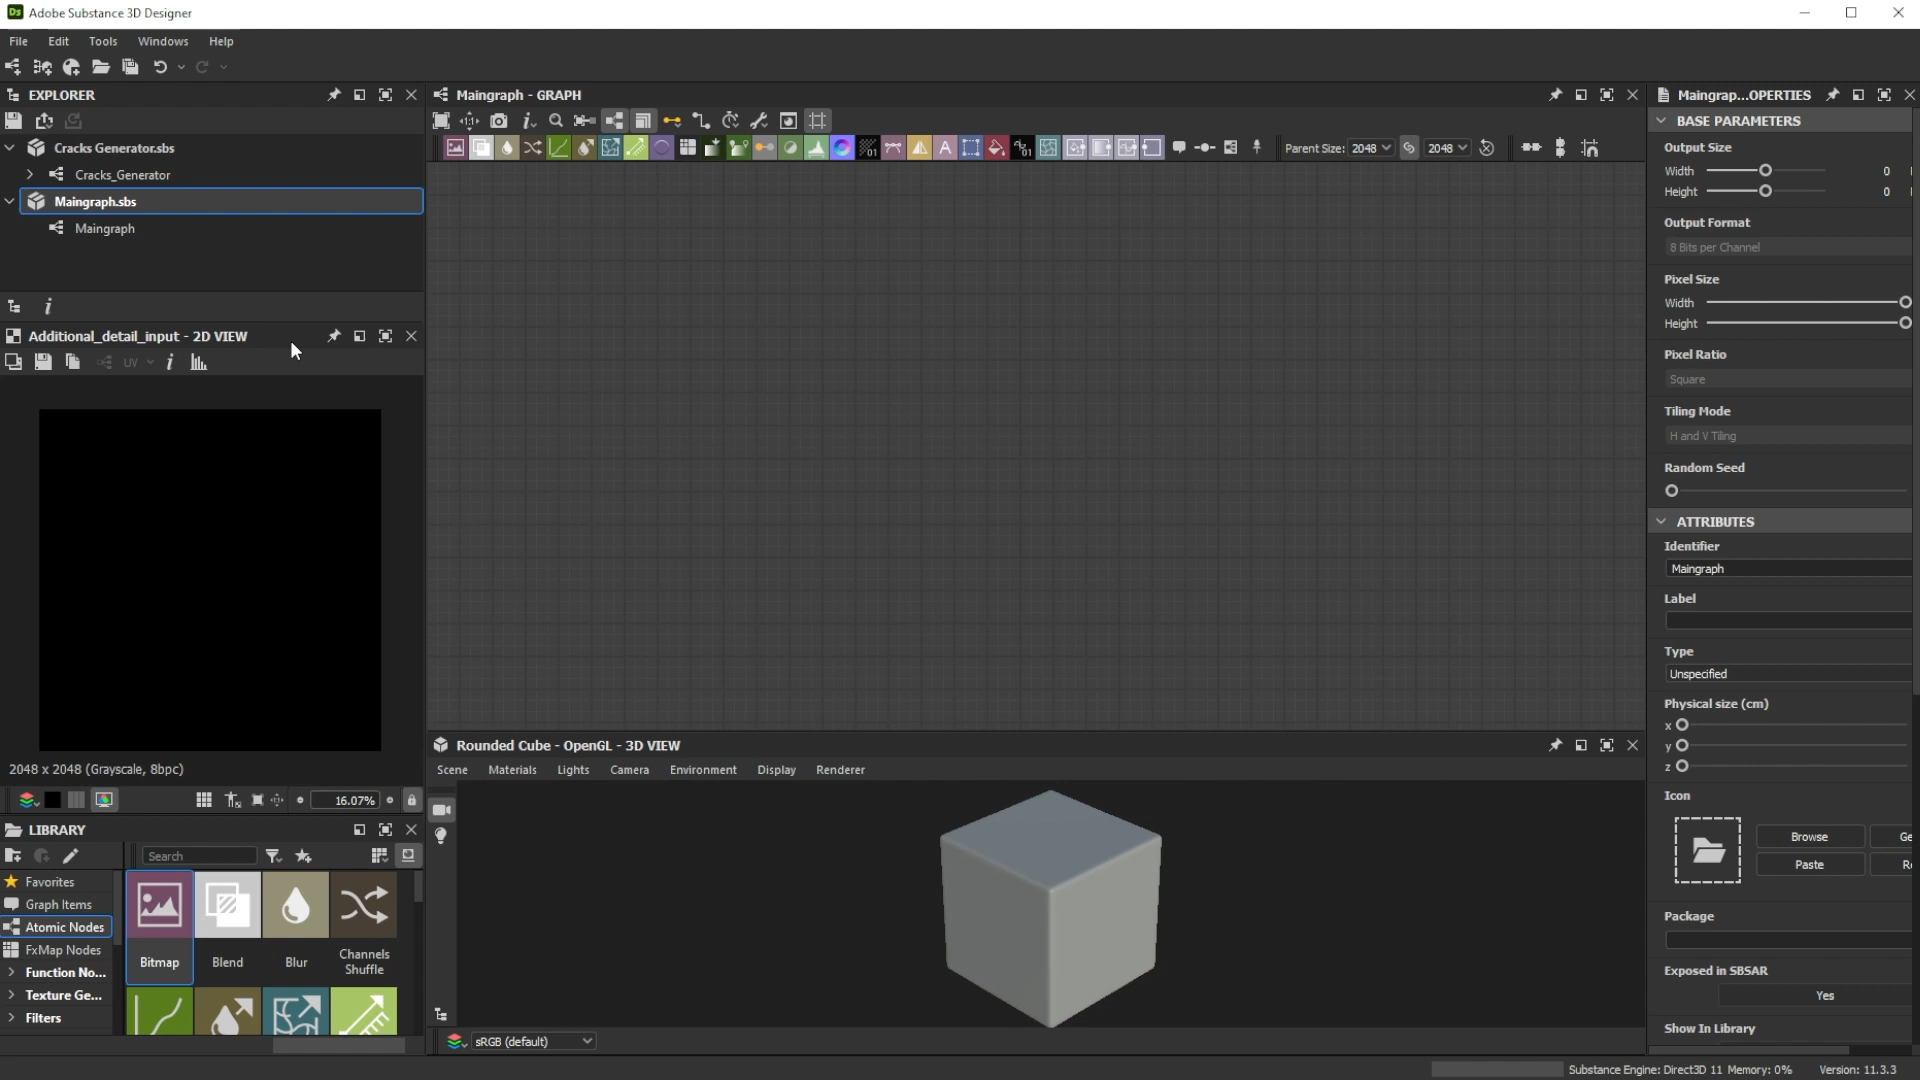 Ds Adobe Substance 3D Designer
File Edit Tools Windows Help
EXPLORER
Cracks Generator.sbs
Cracks_Generator
Maingraph.sbs
Maingraph
Additional_detail_input - 2D VIEW
UV
2048 x 2048 (Grayscale, 8bpc)
16.07%
LIBRARY
Search
Favorites
Graph Items
Atomic Nodes
FxMap Nodes
Function No...
Texture Ge...
Filters
Bitmap Blend Blur Channels Shuffle
Maingraph - GRAPH
Parent Size: 2048 2048
Rounded Cube - OpenGL - 3D VIEW
Scene Materials Lights Camera Environment Display Renderer
sRGB (default)
Maingrap...OPERTIES
BASE PARAMETERS
Output Size
Width 0
Height 0
Output Format
8 Bits per Channel
Pixel Size
Width
Height
Pixel Ratio
Square
Tiling Mode
H and V Tiling
Random Seed
ATTRIBUTES
Identifier
Maingraph
Label
Type
Unspecified
Physical size (cm)
x
y
z
Icon
Browse Ge
Paste
Package
Exposed in SBSAR
Yes
Show In Library
Substance Engine: Direct3D 11 Memory: 0% Version: 11.3.3